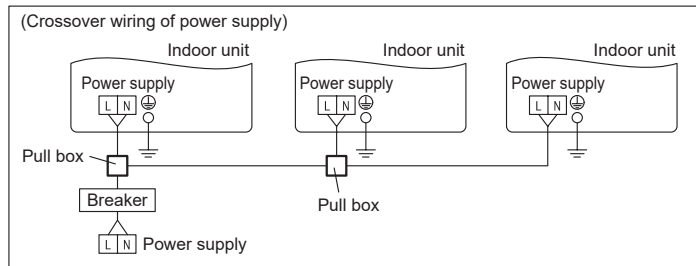 (Crossover wiring of power supply)
Indoor unit
Indoor unit
Indoor unit
Power supply
Power supply
Power supply
L N
L N
L N
Pull box
Pull box
Breaker
L N
Power supply